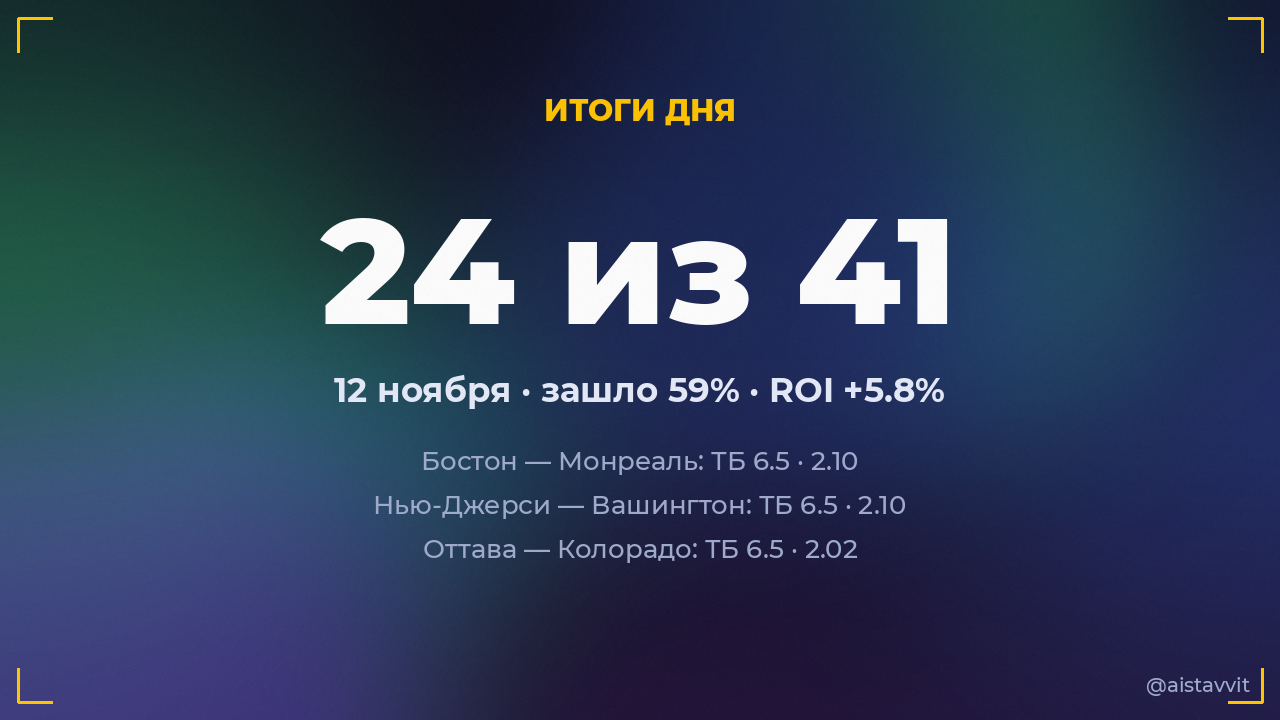 ИТОГИ ДНЯ
24 из 41
12 ноября · зашло 59% · ROI +5.8%
Бостон — Монреаль: ТБ 6.5 · 2.10
Нью-Джерси — Вашингтон: ТБ 6.5 · 2.10
Оттава — Колорадо: ТБ 6.5 · 2.02
@aistavvit